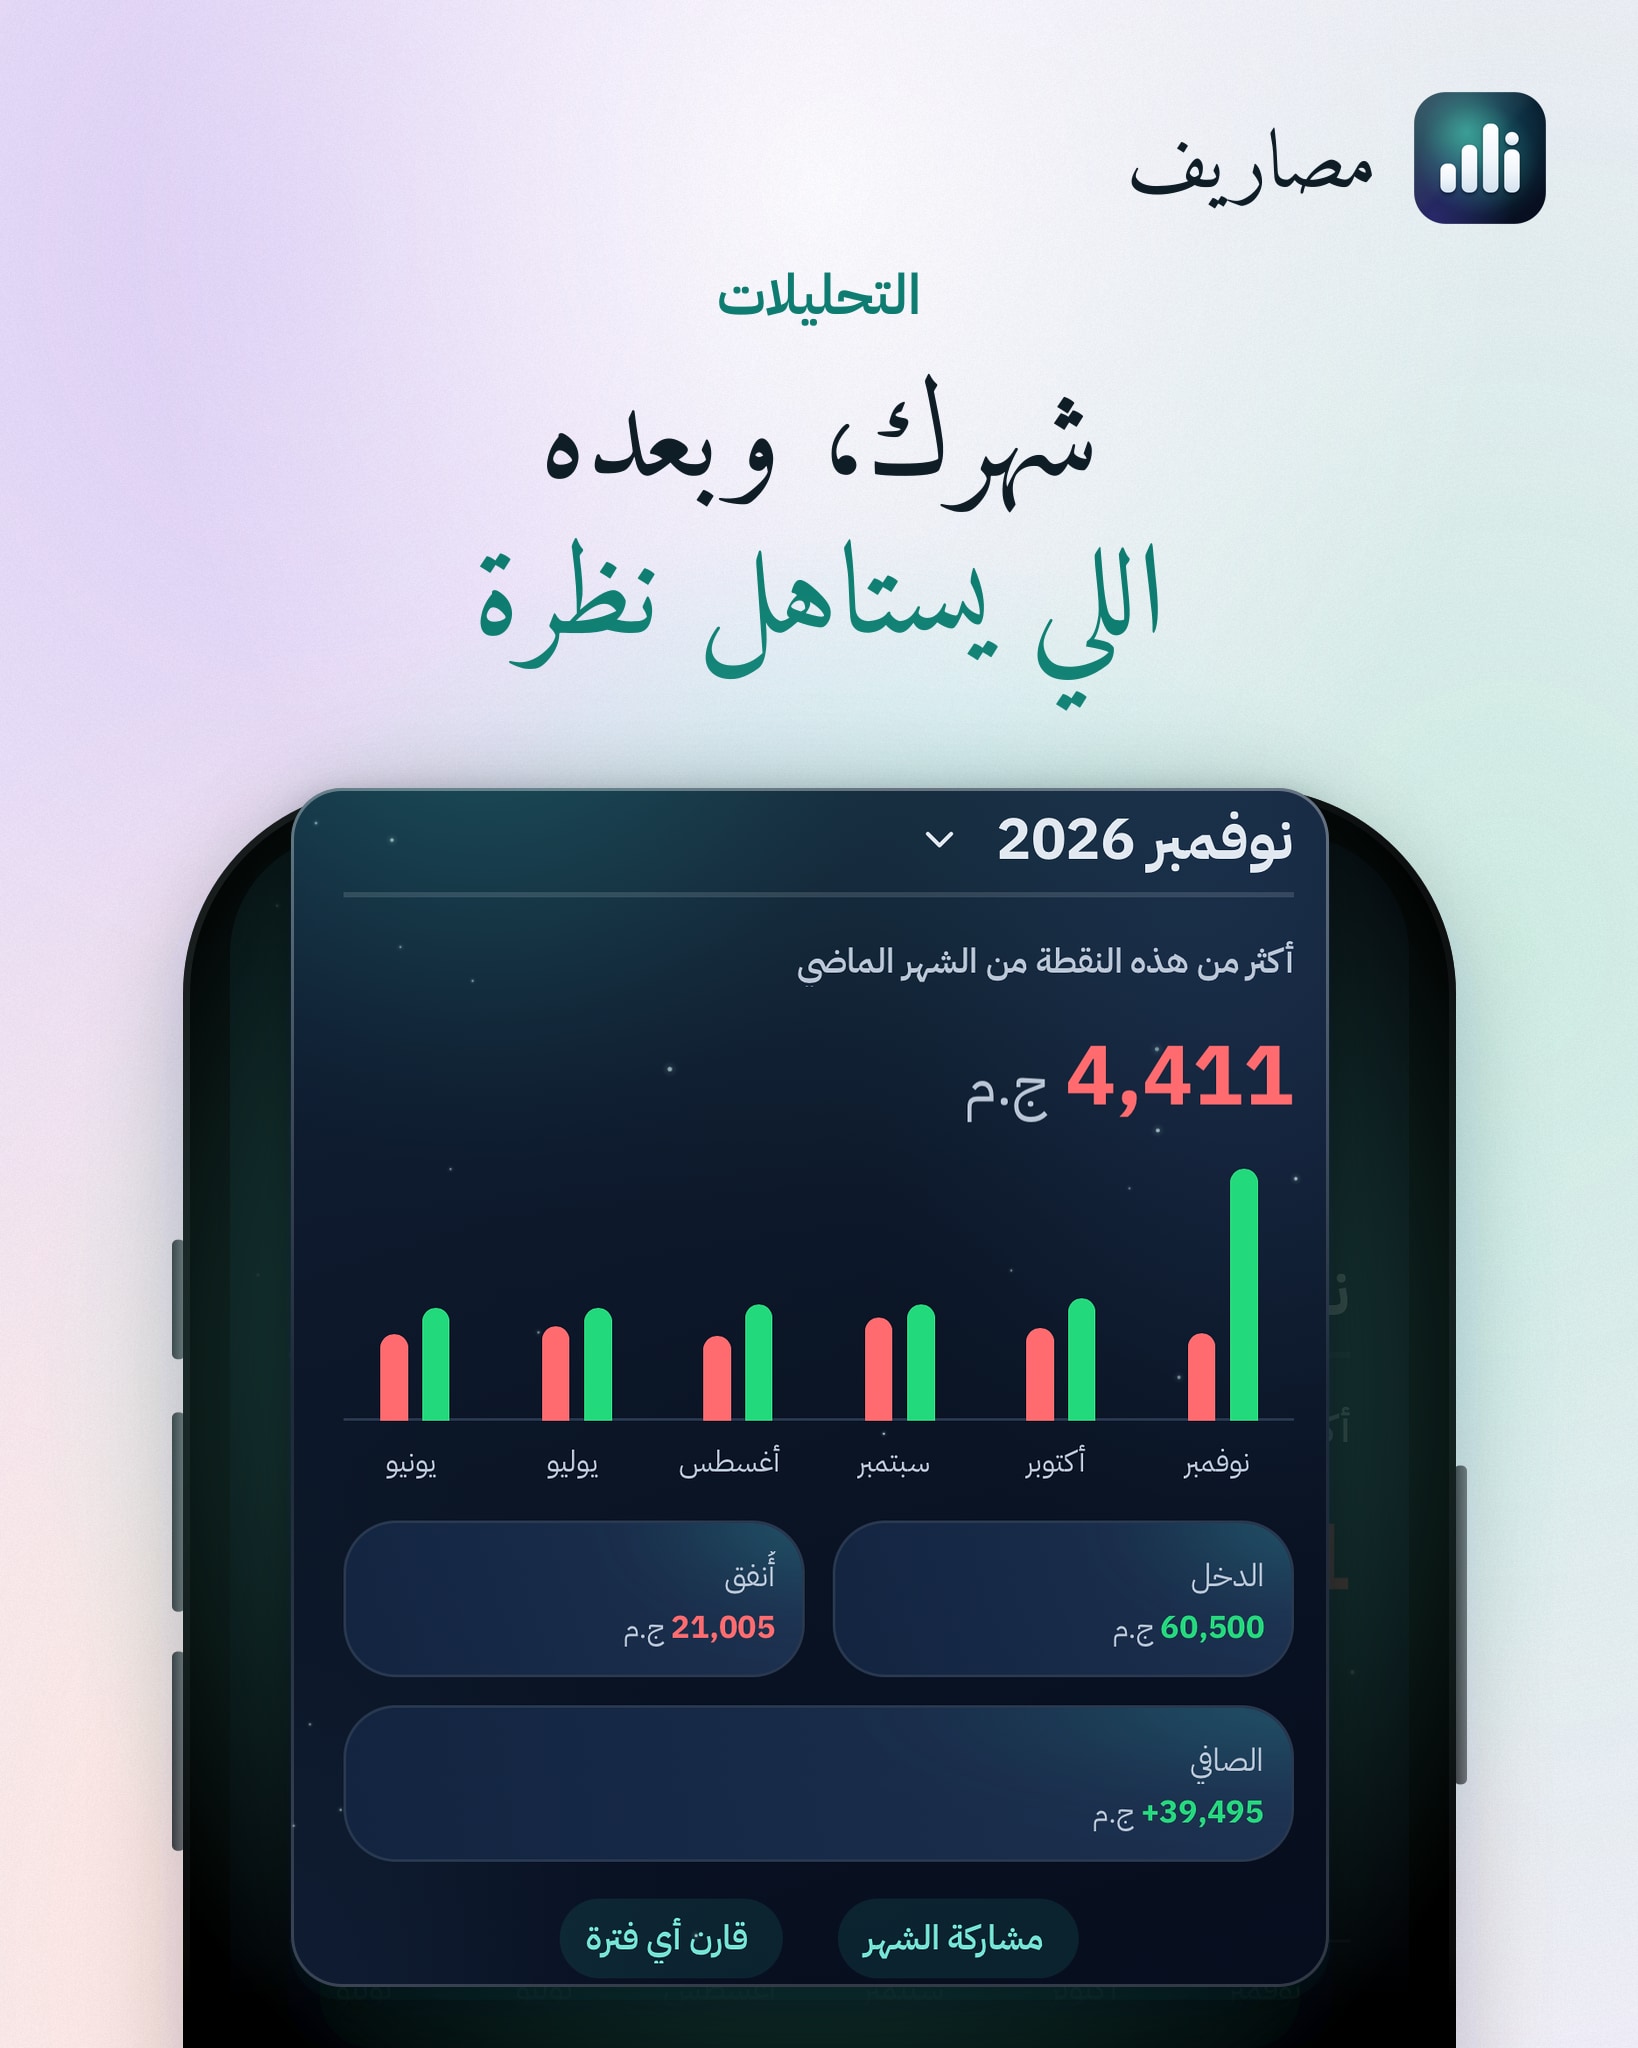 مصاريف
التحليلات
شهرك، وبعده
اللي يستاهل نظرة
نوفمبر 2026
أكثر من هذه النقطة من الشهر الماضي
4,411 ج.م
نوفمبر أكتوبر سبتمبر أغسطس يوليو يونيو
الدخل
60,500 ج.م
أُنفق
21,005 ج.م
الصافي
+39,495 ج.م
مشاركة الشهر
قارن أي فترة